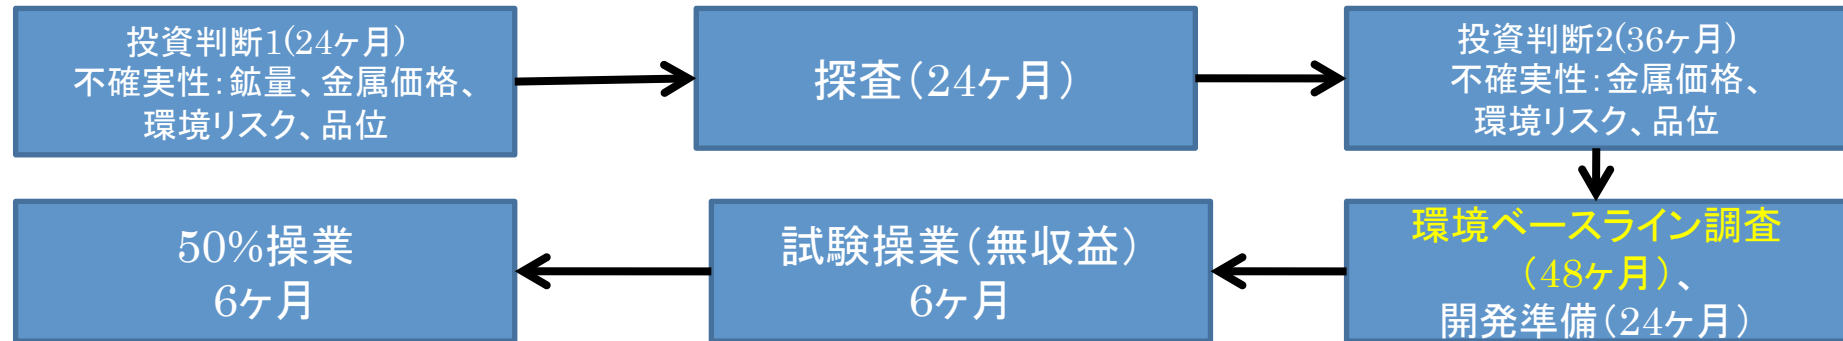 投資判断1(24ヶ月)
不確実性:鉱量、金属価格、
環境リスク、品位
探査(24ヶ月)
投資判断2(36ヶ月)
不確実性:金属価格、
環境リスク、品位
環境ベースライン調査
(48ヶ月)、
開発準備(24ヶ月)
試験操業(無収益)
6ヶ月
50%操業
6ヶ月